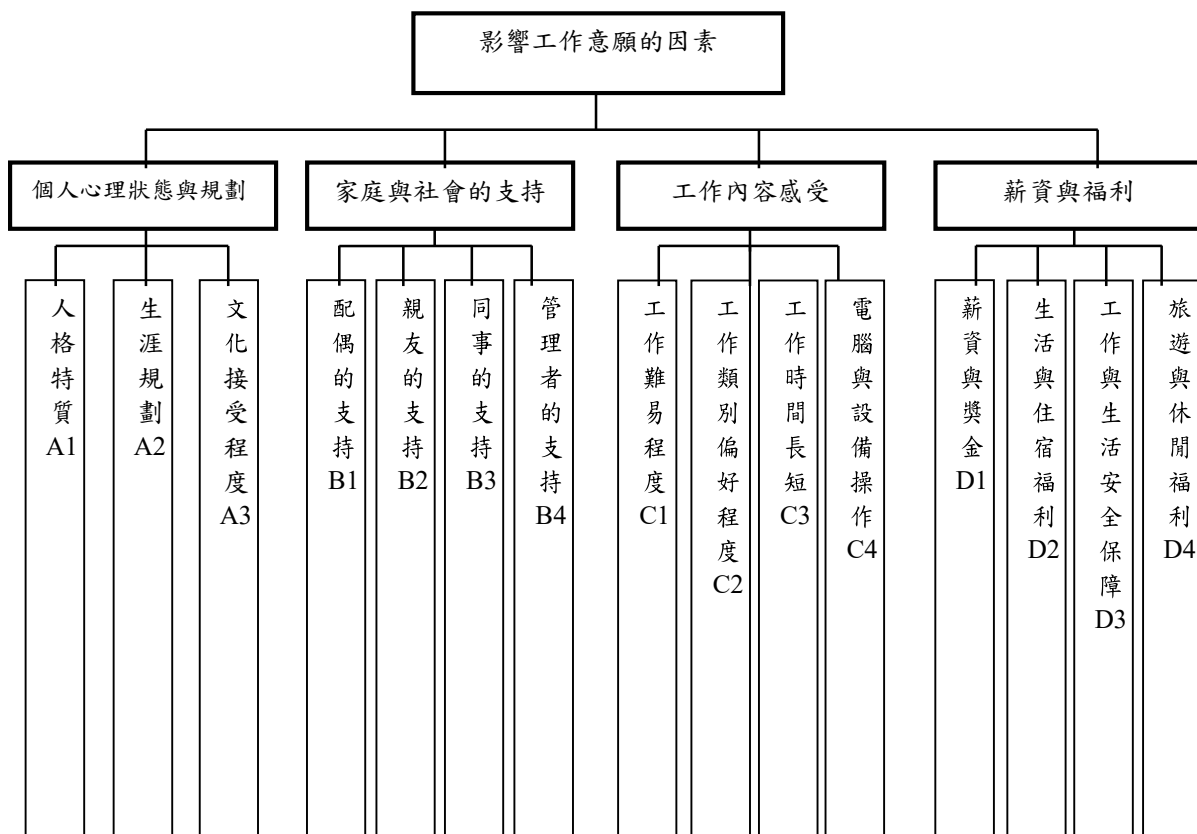 影響工作意願的因素
個人心理狀態與規劃
家庭與社會的支持
工作內容感受
薪資與福利
人格特質A1
生涯規劃A2
文化接受程度A3
配偶的支持B1
親友的支持B2
同事的支持B3
管理者的支持B4
工作難易程度C1
工作類別偏好程度C2
工作時間長短C3
電腦與設備操作C4
薪資與獎金D1
生活與住宿福利D2
工作與生活安全保障D3
旅遊與休閒福利D4